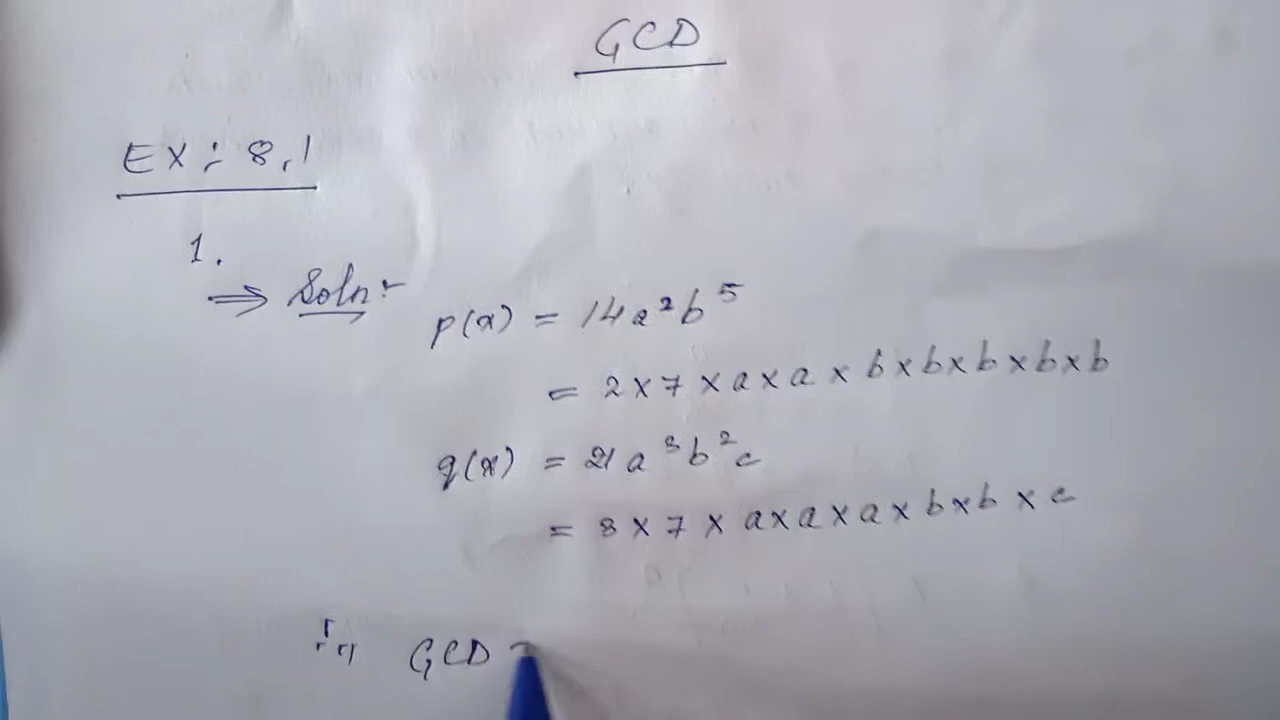 GCD
Ex: 8.1
1.
⇒ Soln:-
p(x) = 14a²b⁵
= 2×7×a×a×b×b×b×b×b
q(x) = 21a³b²c
= 3×7×a×a×a×b×b×c
∴ GCD =